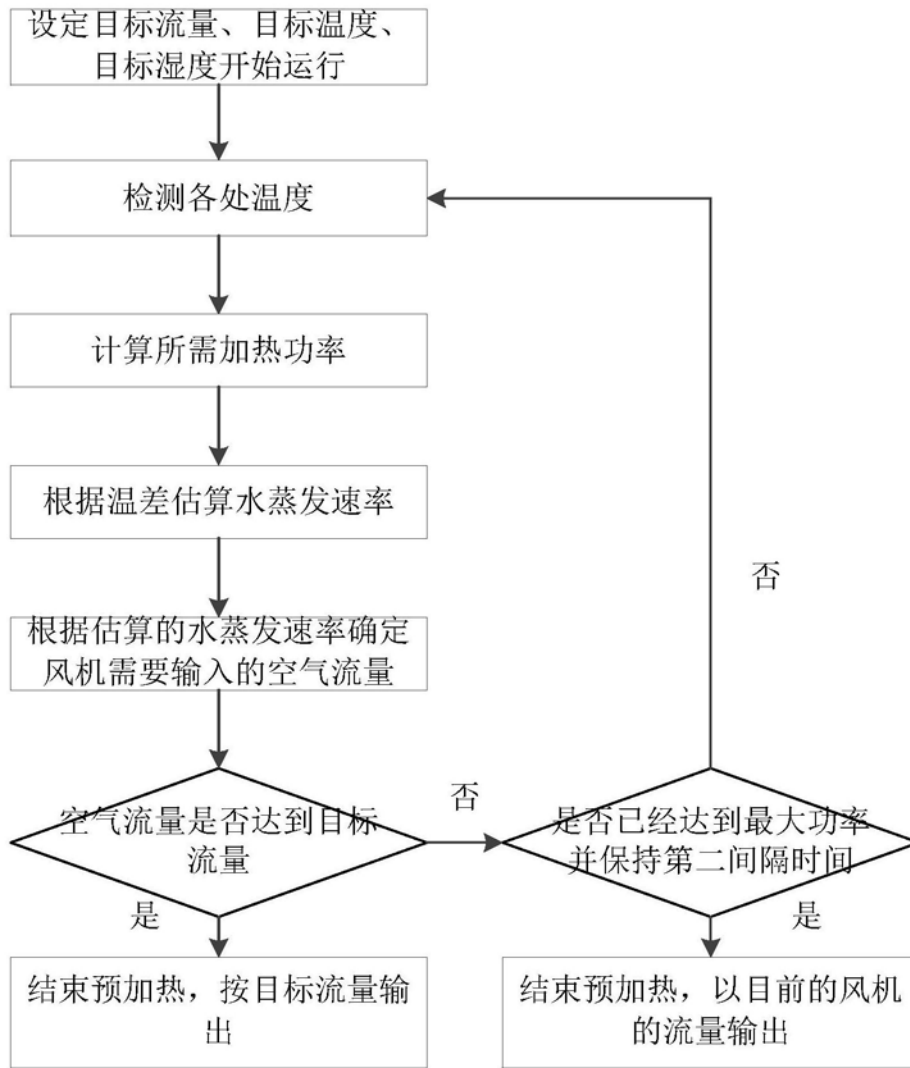 设定目标流量、目标温度、
目标湿度开始运行
检测各处温度
计算所需加热功率
根据温差估算水蒸发速率
否
根据估算的水蒸发速率确定
风机需要输入的空气流量
空气流量是否达到目标
流量
否
是否已经达到最大功率
并保持第二间隔时间
是
是
结束预加热，按目标流量输
出
结束预加热，以目前的风机
的流量输出